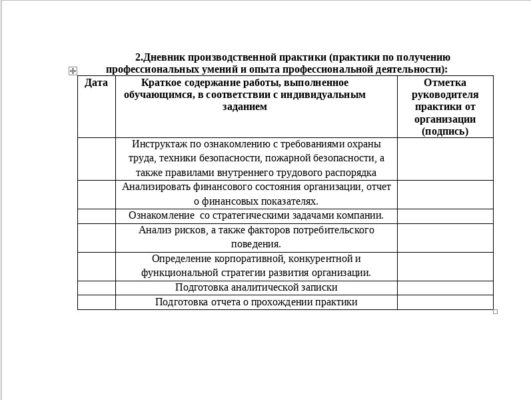 2.Дневник производственной практики (практики по получению
профессиональных умений и опыта профессиональной деятельности):
Дата
Краткое содержание работы, выполненное
обучающимся, в соответствии с индивидуальным
заданием
Отметка
руководителя
практики от
организации
(подпись)
Инструктаж по ознакомлению с требованиями охраны
труда, техники безопасности, пожарной безопасности, а
также правилами внутреннего трудового распорядка
Анализировать финансового состояния организации, отчет
о финансовых показателях.
Ознакомление со стратегическими задачами компании.
Анализ рисков, а также факторов потребительского
поведения.
Определение корпоративной, конкурентной и
функциональной стратегии развития организации.
Подготовка аналитической записки
Подготовка отчета о прохождении практики